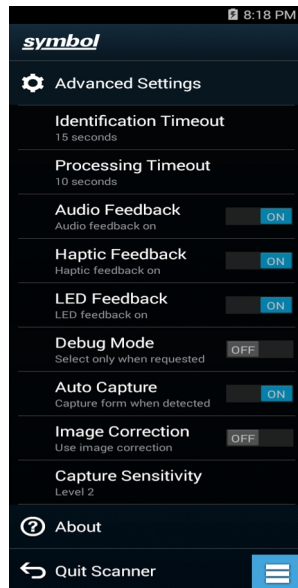 8:18 PM
symbol
Advanced Settings
Identification Timeout
15 seconds
Processing Timeout
10 seconds
Audio Feedback
Audio feedback on
ON
Haptic Feedback
Haptic feedback on
ON
LED Feedback
LED feedback on
ON
Debug Mode
Select only when requested
OFF
Auto Capture
Capture form when detected
ON
Image Correction
Use image correction
OFF
Capture Sensitivity
Level 2
About
Quit Scanner